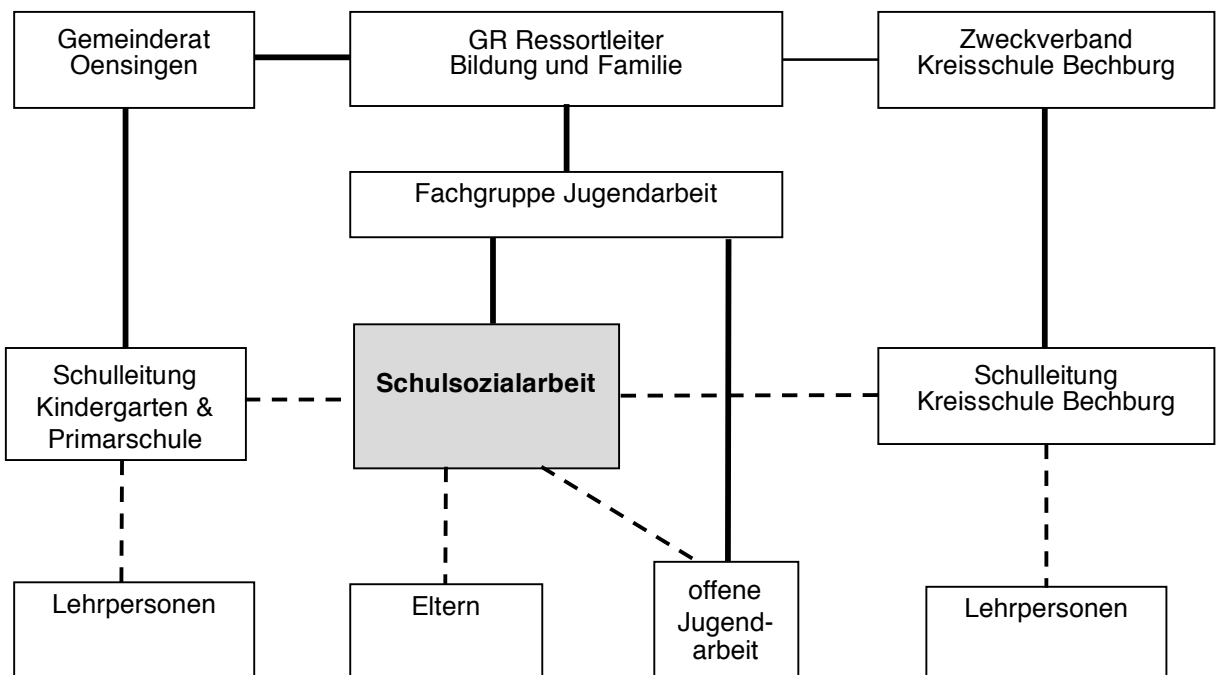 Gemeinderat
Oensingen
GR Ressortleiter
Bildung und Familie
Zweckverband
Kreisschule Bechburg
Fachgruppe Jugendarbeit
Schulleitung
Kindergarten &
Primarschule
Schulsozialarbeit
Schulleitung
Kreisschule Bechburg
Lehrpersonen
Eltern
offene
Jugend-
arbeit
Lehrpersonen